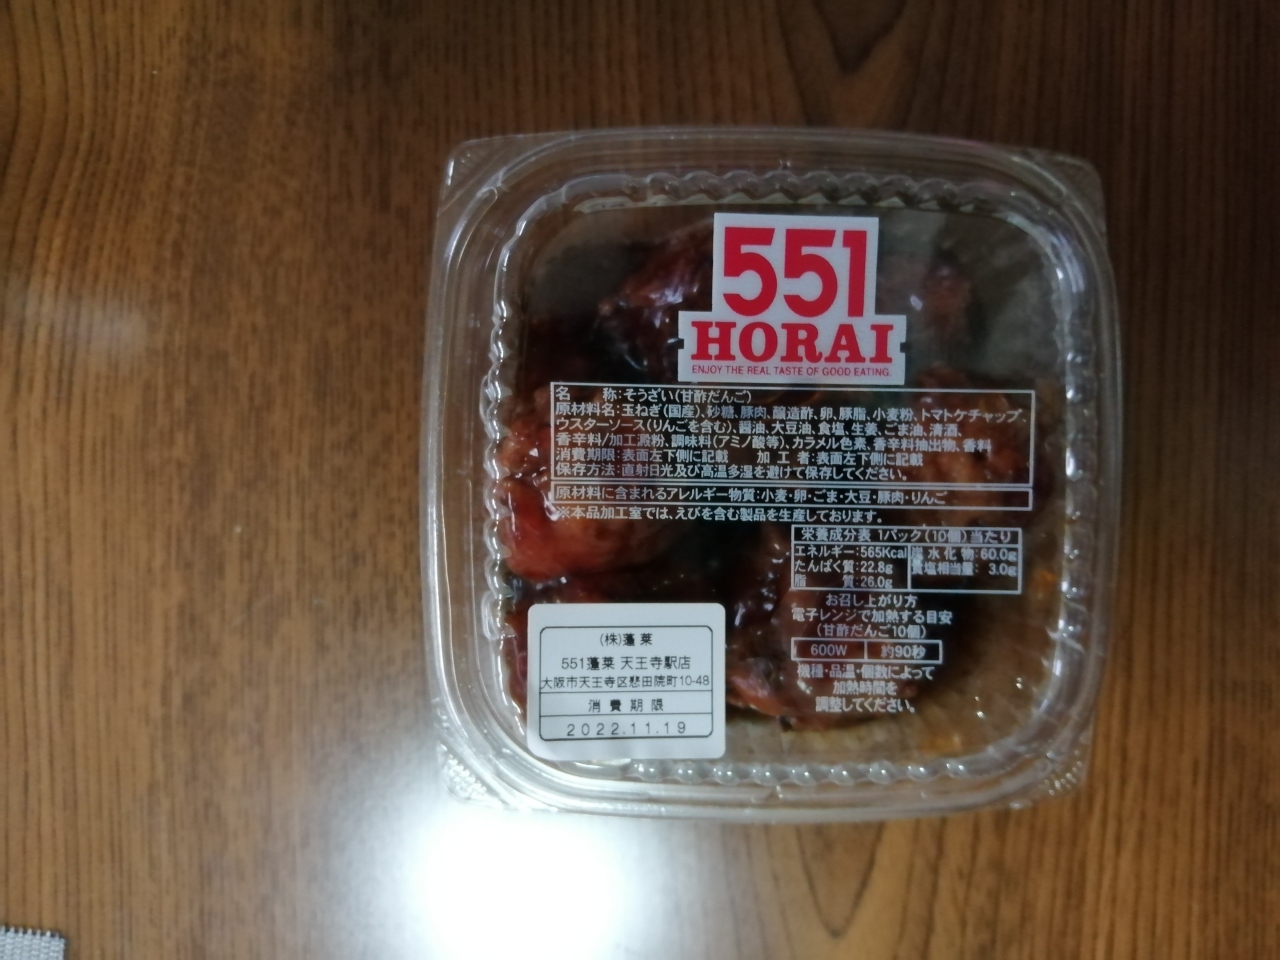 551
HORAI
ENJOY THE REAL TASTE OF GOOD EATING.
名　　称:そうざい(甘酢だんご)
原材料名:玉ねぎ(国産)、砂糖、豚肉、醸造酢、卵、豚脂、小麦粉、トマトケチャップ、
ウスターソース(りんごを含む)、醤油、大豆油、食塩、生姜、ごま油、清酒、
香辛料/加工澱粉、調味料(アミノ酸等)、カラメル色素、香辛料抽出物、香料
消費期限:表面左下側に記載　加 工 者:表面左下側に記載
保存方法:直射日光及び高温多湿を避けて保存してください。
原材料に含まれるアレルギー物質:小麦・卵・ごま・大豆・豚肉・りんご
※本品加工室では、えびを含む製品を生産しております。
栄養成分表 1パック(10個)当たり
エネルギー:565Kcal 炭水化物:60.0g
たんぱく質:22.8g 食塩相当量: 3.0g
脂　　質:26.0g
お召し上がり方
電子レンジで加熱する目安
(甘酢だんご10個)
600W 約90秒
機種・品温・個数によって
加熱時間を
調整してください。
(株)蓬莱
551蓬莱 天王寺駅店
大阪市天王寺区悲田院町10-48
消費期限
2022.11.19